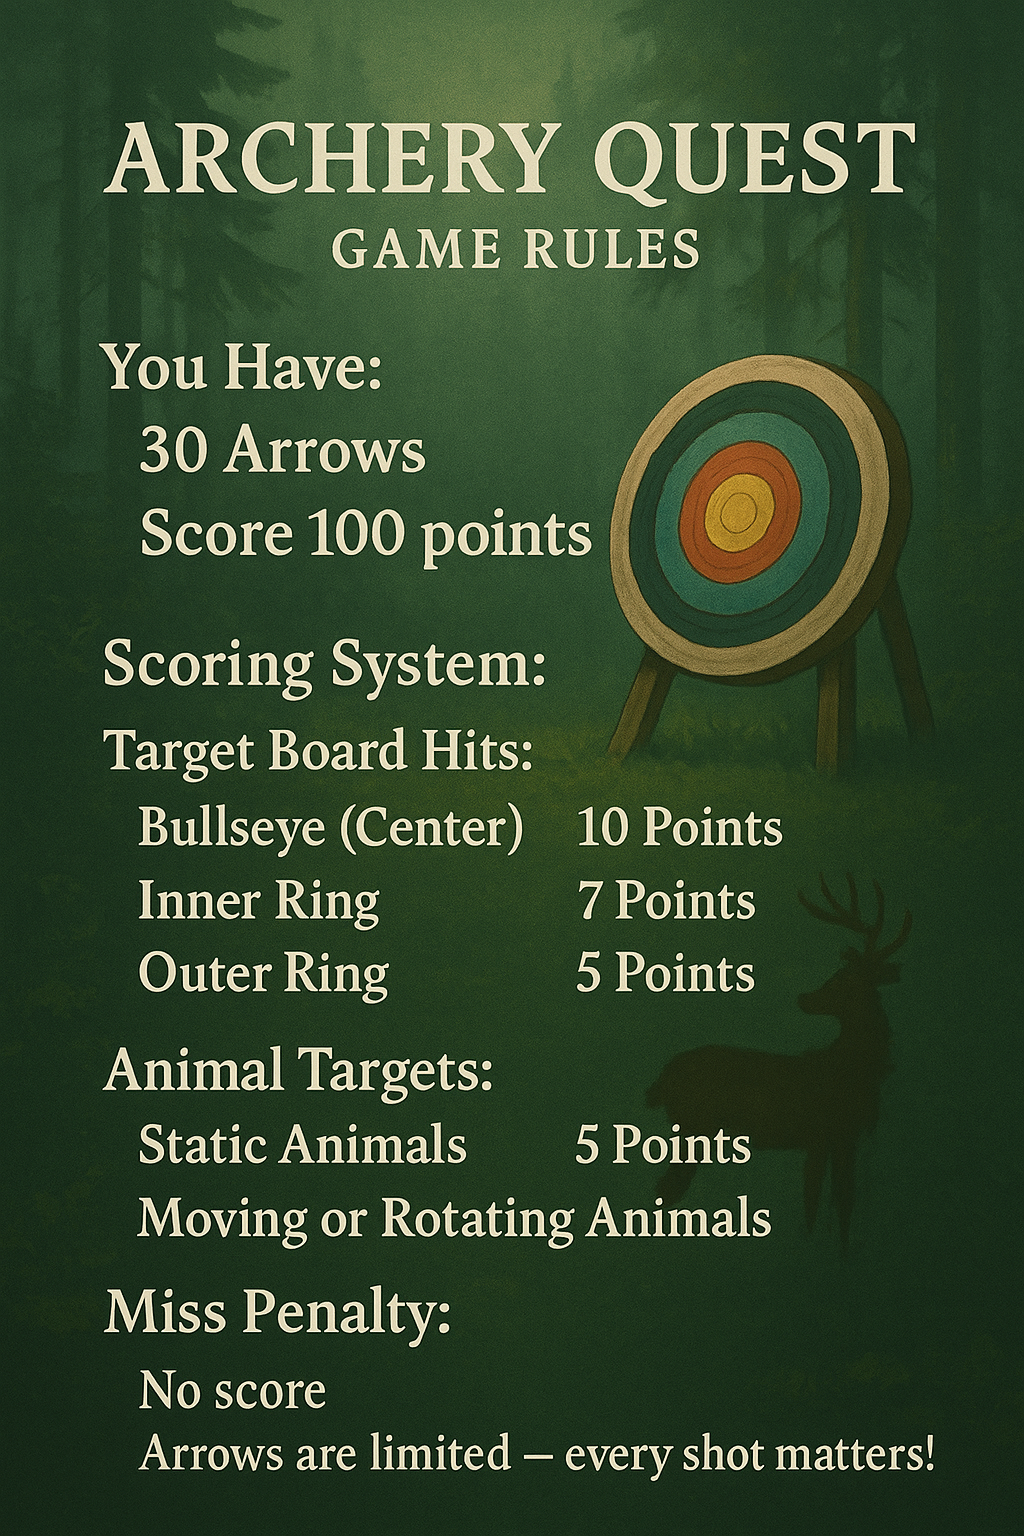 ARCHERY QUEST
GAME RULES
You Have:
30 Arrows
Score 100 points
Scoring System:
Target Board Hits:
Bullseye (Center) 10 Points
Inner Ring 7 Points
Outer Ring 5 Points
Animal Targets:
Static Animals 5 Points
Moving or Rotating Animals
Miss Penalty:
No score
Arrows are limited – every shot matters!